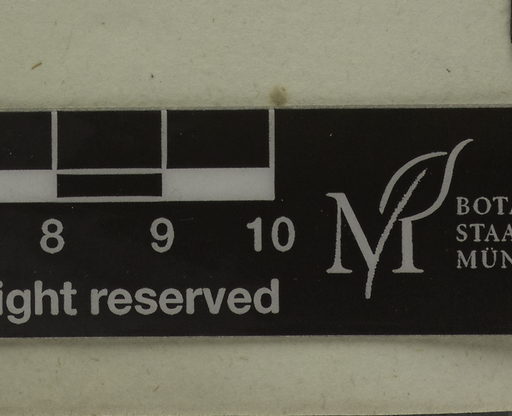 8 9 10
ight reserved
M
BOTA
STAA
MÜN